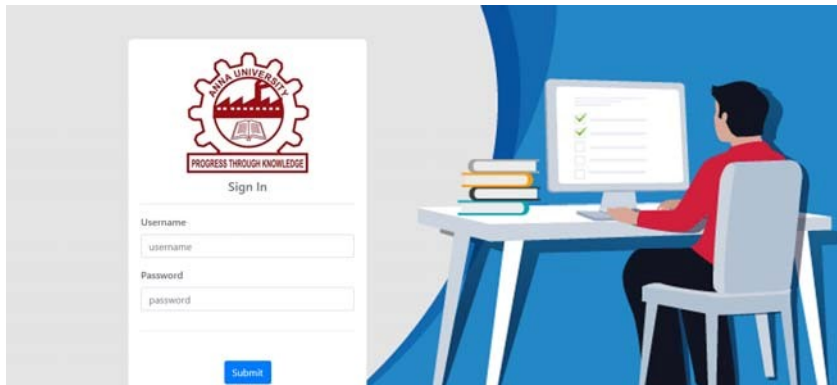 ANNA UNIVERSITY
PROGRESS THROUGH KNOWLEDGE
Sign In
Username
username
Password
password
Submit